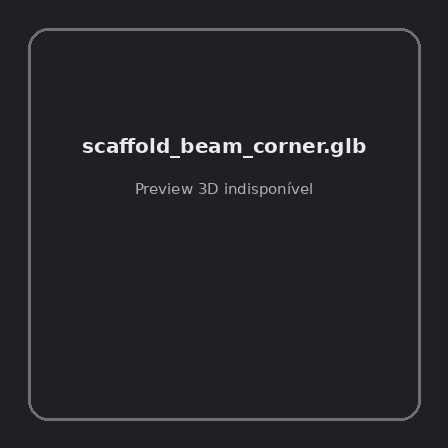 scaffold_beam_corner.glb
Preview 3D indisponível